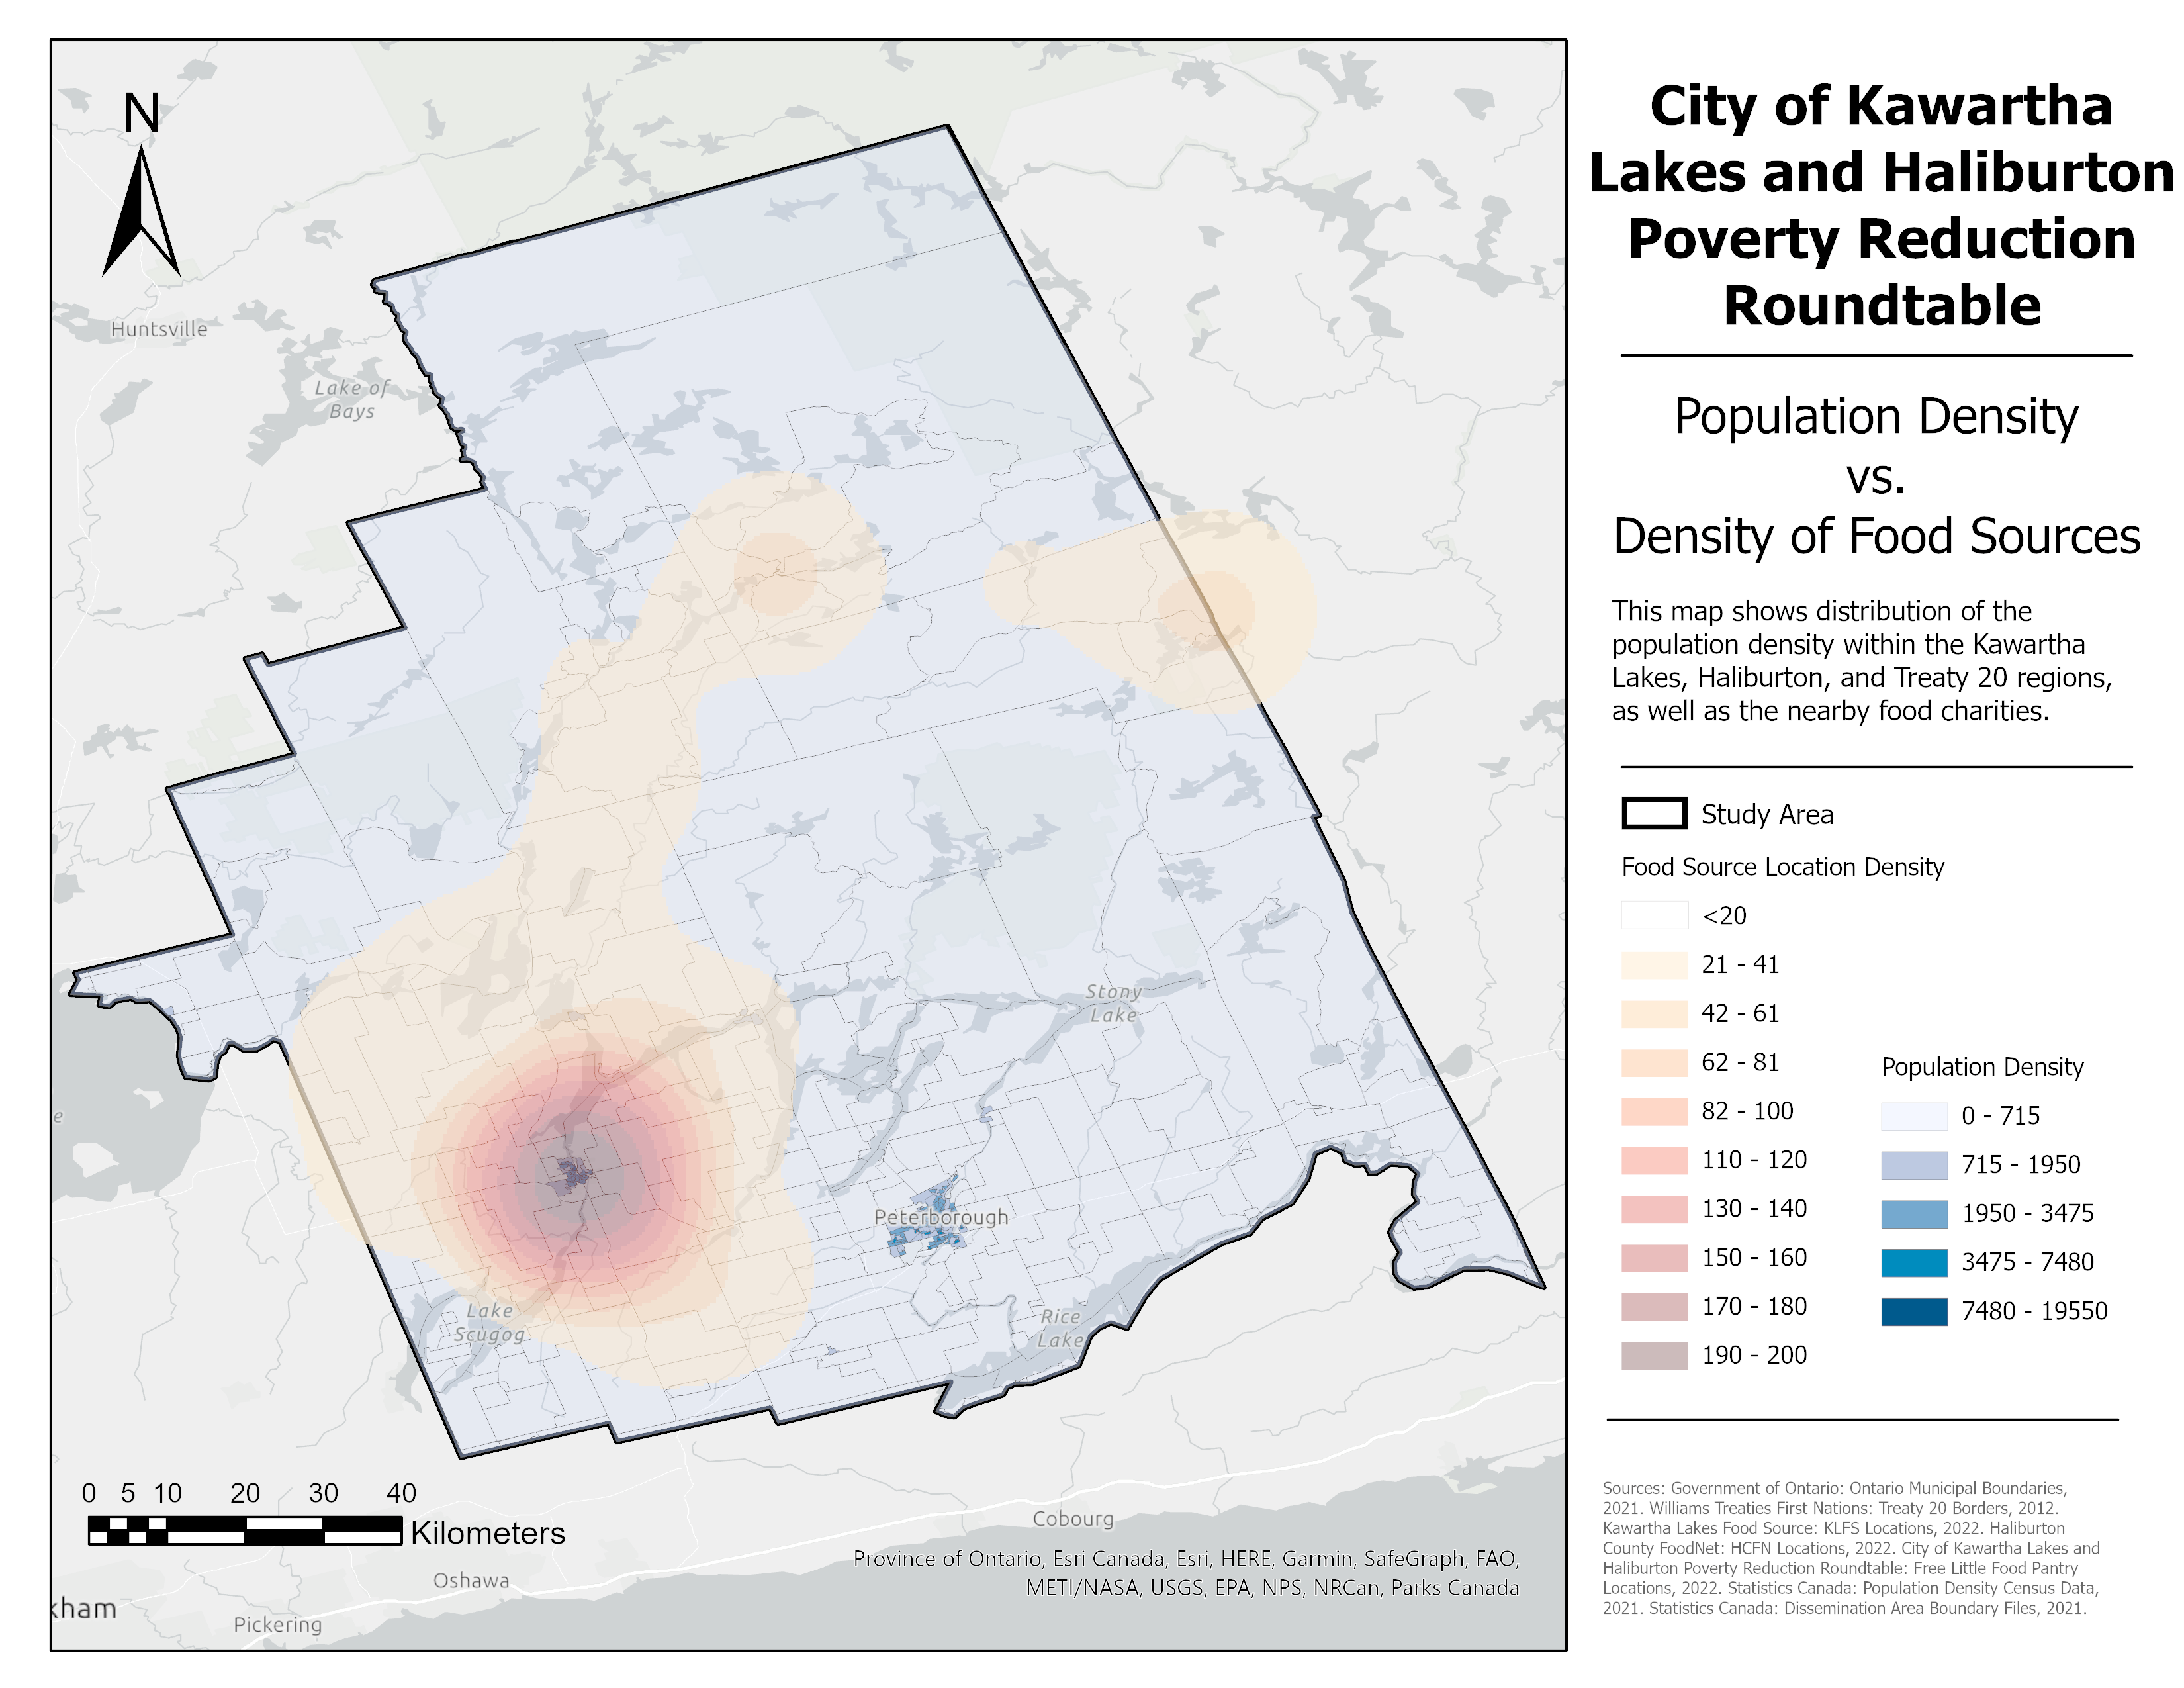 N
Huntsville
Lake of
Bays
Stony
Lake
e
Peterborough
Lake
Scugog
Rice
Lake
0 5 10 20 30 40
Kilometers
Cobourg
Oshawa
Pickering
kham
Province of Ontario, Esri Canada, Esri, HERE, Garmin, SafeGraph, FAO,
METI/NASA, USGS, EPA, NPS, NRCan, Parks Canada
City of Kawartha
Lakes and Haliburton
Poverty Reduction
Roundtable
Population Density
vs.
Density of Food Sources
This map shows distribution of the
population density within the Kawartha
Lakes, Haliburton, and Treaty 20 regions,
as well as the nearby food charities.
Study Area
Food Source Location Density
<20
21 - 41
42 - 61
62 - 81
82 - 100
110 - 120
130 - 140
150 - 160
170 - 180
190 - 200
Population Density
0 - 715
715 - 1950
1950 - 3475
3475 - 7480
7480 - 19550
Sources: Government of Ontario: Ontario Municipal Boundaries,
2021. Williams Treaties First Nations: Treaty 20 Borders, 2012.
Kawartha Lakes Food Source: KLFS Locations, 2022. Haliburton
County FoodNet: HCFN Locations, 2022. City of Kawartha Lakes and
Haliburton Poverty Reduction Roundtable: Free Little Food Pantry
Locations, 2022. Statistics Canada: Population Density Census Data,
2021. Statistics Canada: Dissemination Area Boundary Files, 2021.